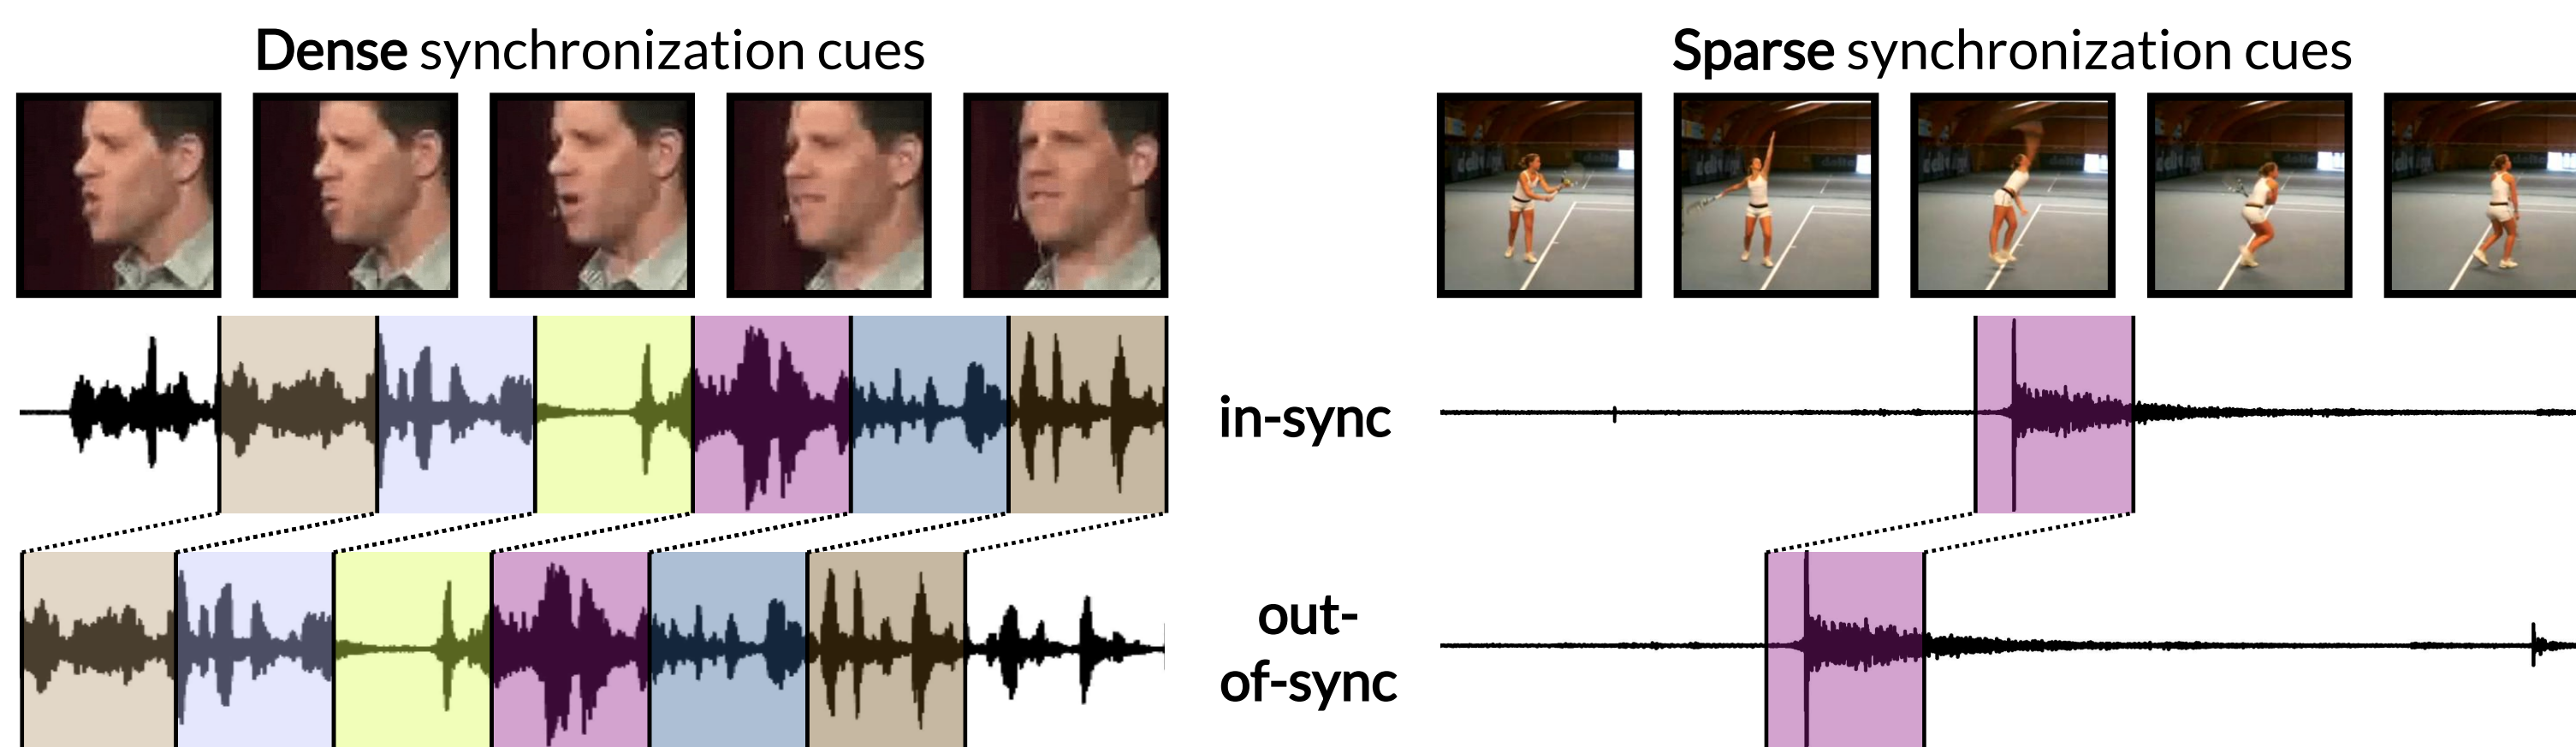 Dense synchronization cues
Sparse synchronization cues
in-sync
out-
of-sync